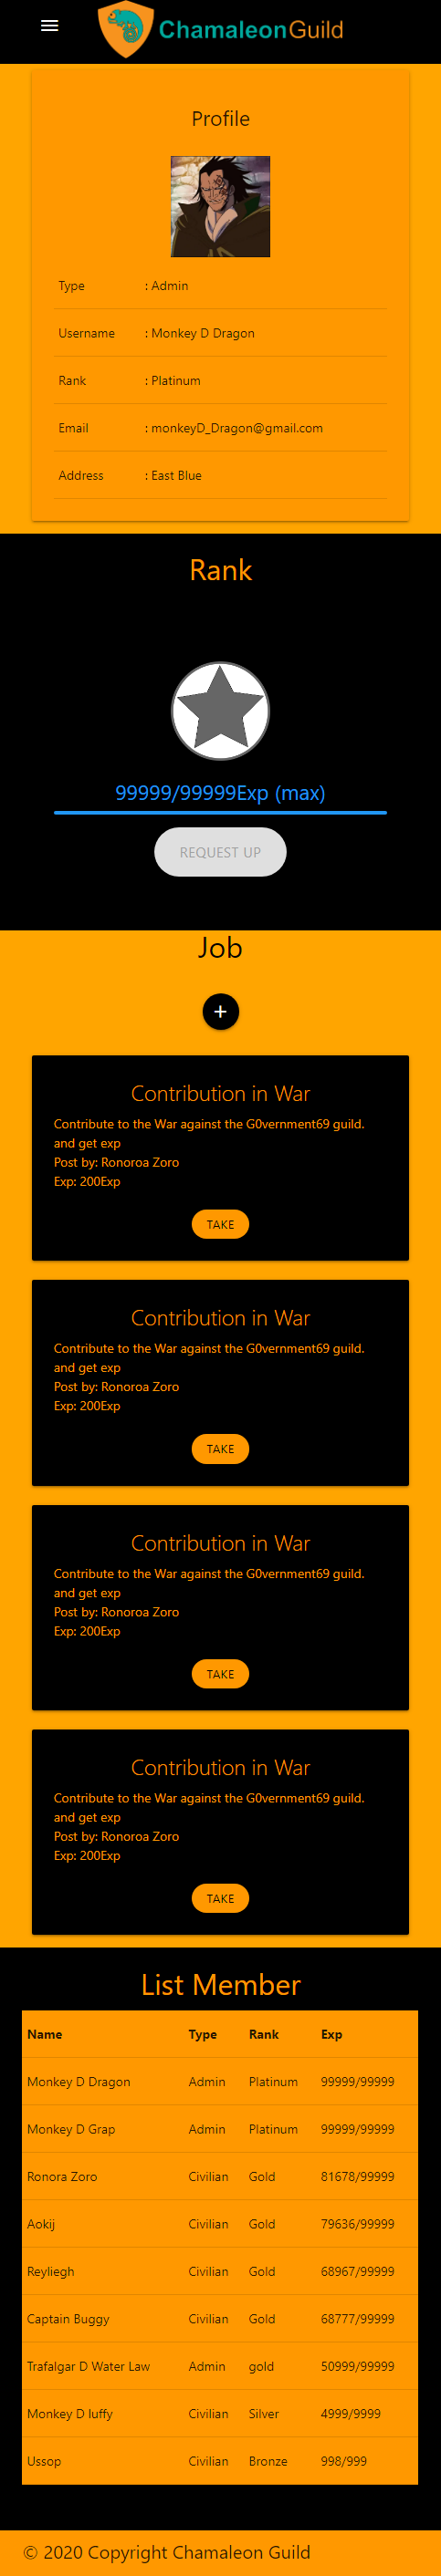 ChamaleonGuild
Profile
Type : Admin
Username : Monkey D Dragon
Rank : Platinum
Email : monkeyD_Dragon@gmail.com
Address : East Blue
Rank
99999/99999Exp (max)
REQUEST UP
Job
+
Contribution in War
Contribute to the War against the G0vernment69 guild.
and get exp
Post by: Ronoroa Zoro
Exp: 200Exp
TAKE
Contribution in War
Contribute to the War against the G0vernment69 guild.
and get exp
Post by: Ronoroa Zoro
Exp: 200Exp
TAKE
Contribution in War
Contribute to the War against the G0vernment69 guild.
and get exp
Post by: Ronoroa Zoro
Exp: 200Exp
TAKE
Contribution in War
Contribute to the War against the G0vernment69 guild.
and get exp
Post by: Ronoroa Zoro
Exp: 200Exp
TAKE
List Member
Name Type Rank Exp
Monkey D Dragon Admin Platinum 99999/99999
Monkey D Grap Admin Platinum 99999/99999
Ronora Zoro Civilian Gold 81678/99999
Aokij Civilian Gold 79636/99999
Reyliegh Civilian Gold 68967/99999
Captain Buggy Civilian Gold 68777/99999
Trafalgar D Water Law Admin gold 50999/99999
Monkey D luffy Civilian Silver 4999/9999
Ussop Civilian Bronze 998/999
© 2020 Copyright Chamaleon Guild